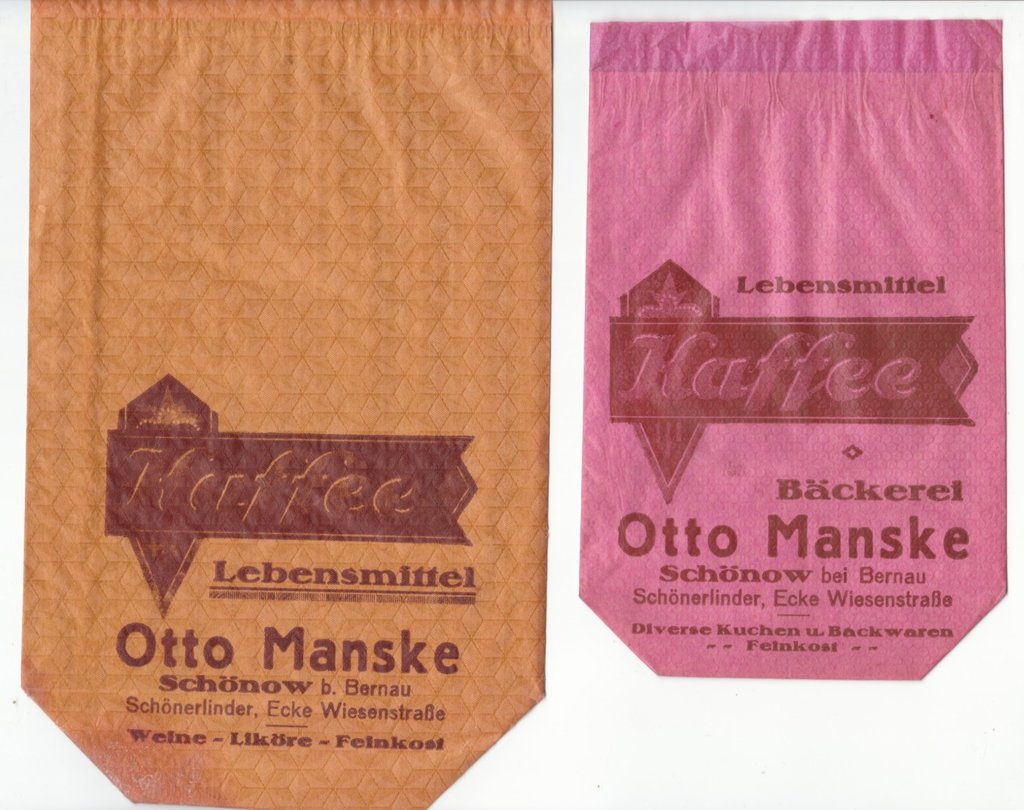 Kaffee
Lebensmittel
Otto Manske
Schönow b. Bernau
Schönerlinder, Ecke Wiesenstraße
Weine - Liköre - Feinkost
Lebensmittel
Kaffee
Bäckerei
Otto Manske
Schönow bei Bernau
Schönerlinder, Ecke Wiesenstraße
Diverse Kuchen u. Backwaren
- - Feinkost - -